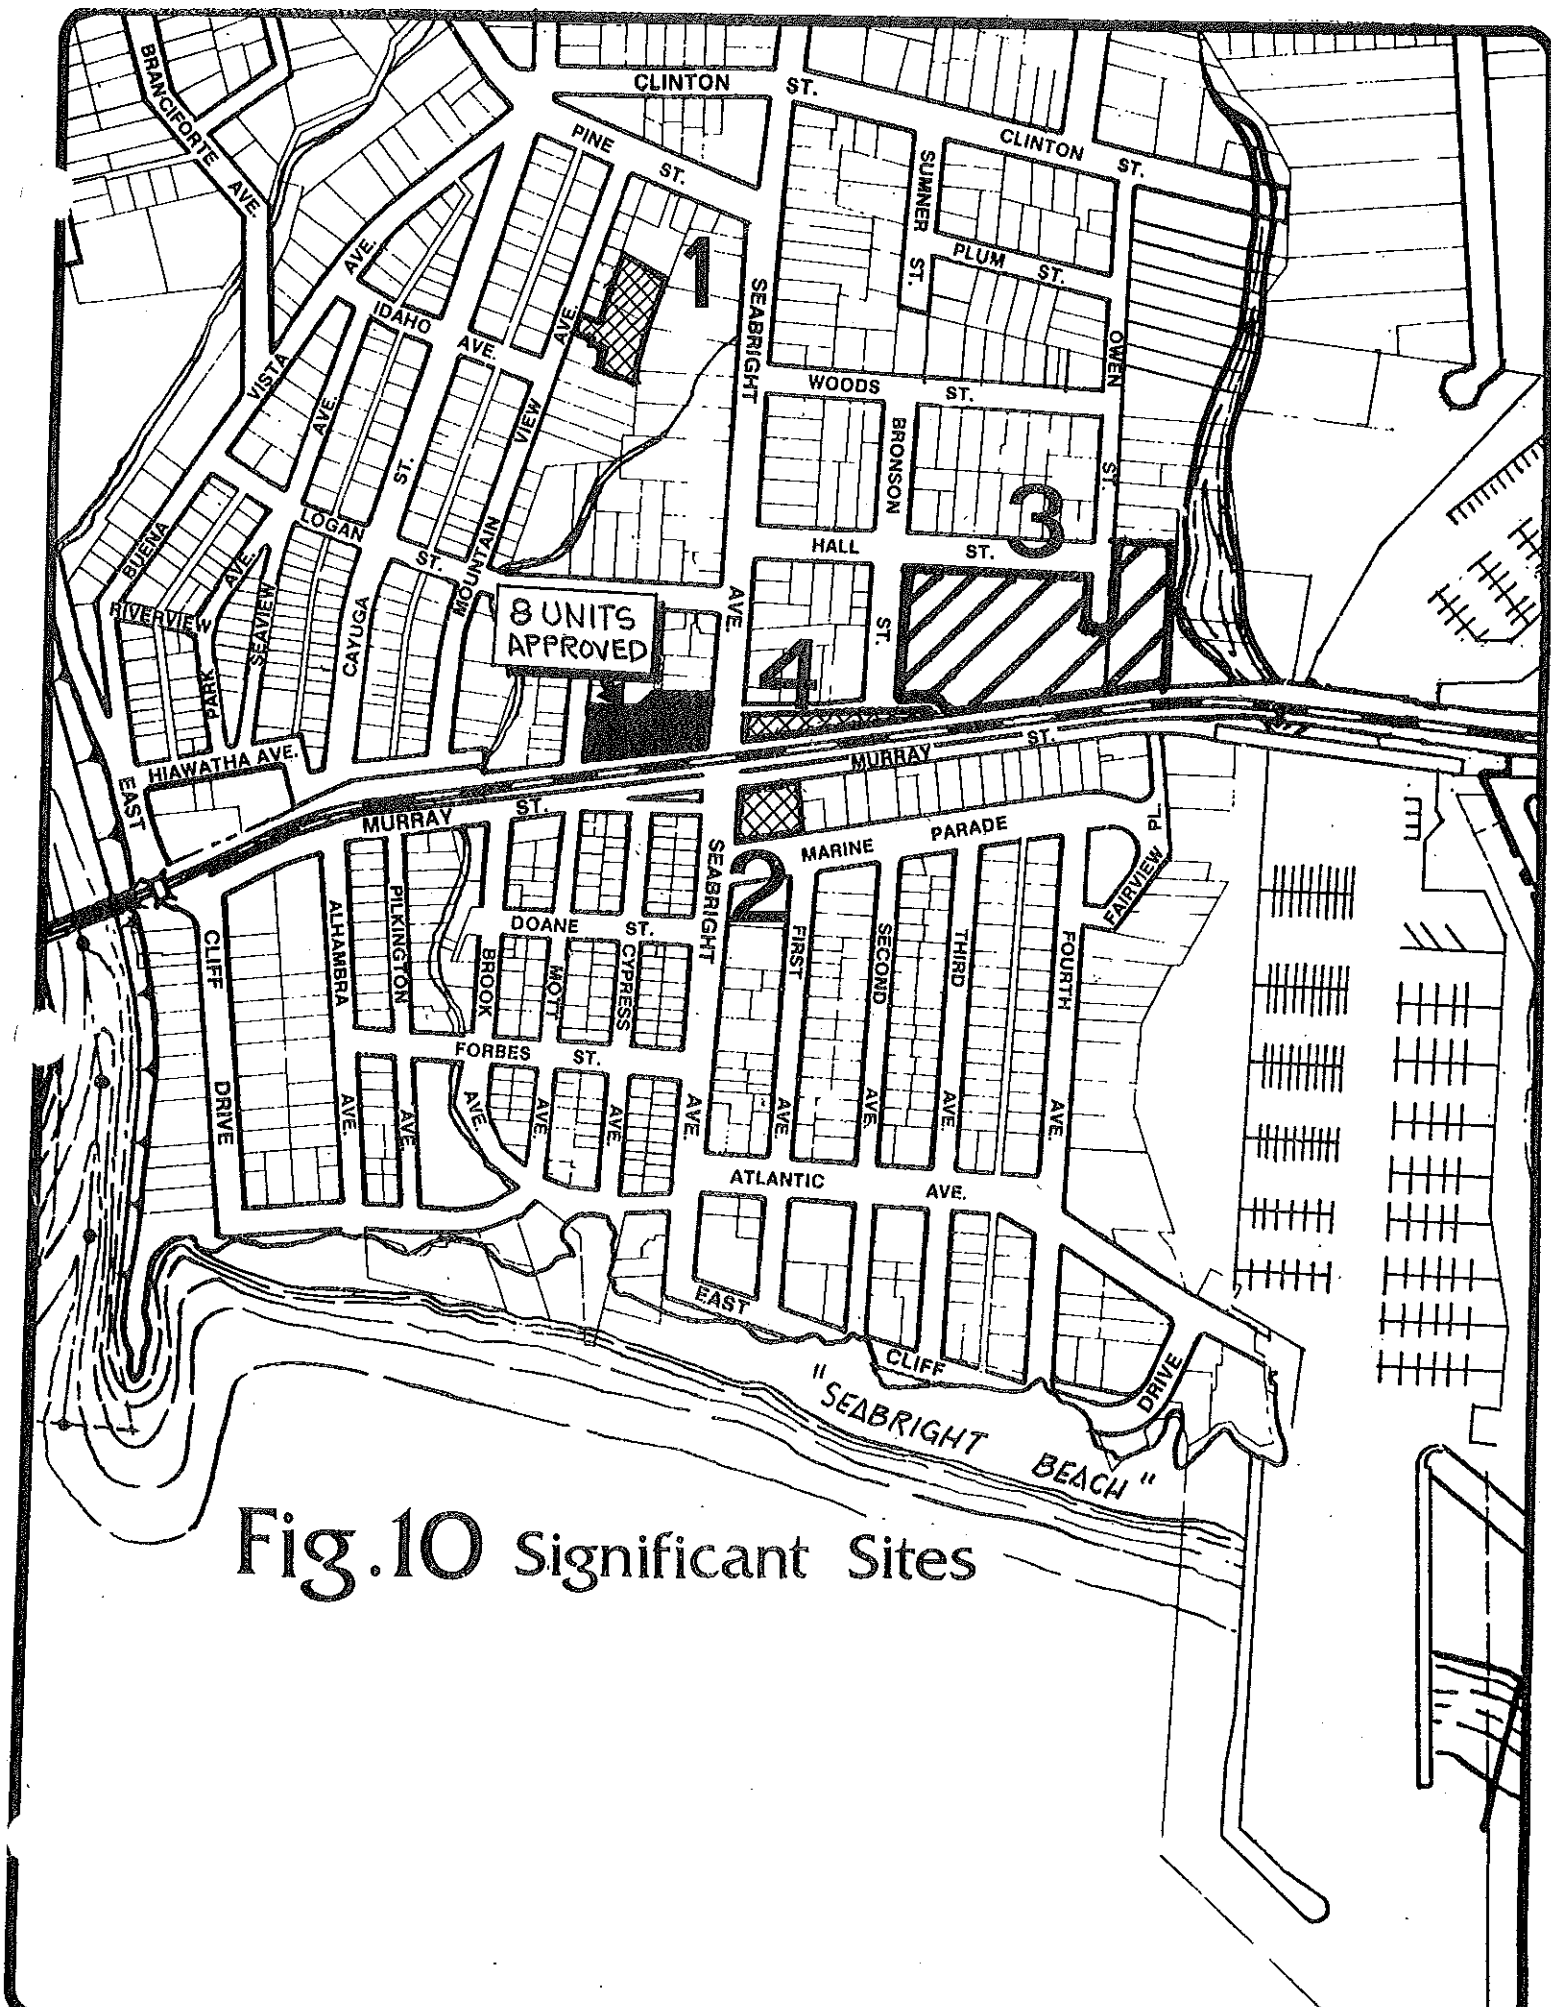 CLINTON ST.
BRANCIFORTE AVE.
PINE ST.
CLINTON ST.
SUMNER ST.
PLUM ST.
1
SEABRIGHT AVE.
VISTA AVE.
IDAHO AVE.
AVE.
VIEW AVE.
OWEN ST.
WOODS ST.
BRONSON ST.
3
LOGAN ST.
ST.
MOUNTAIN
BUENA
AVE.
HALL ST.
RIVERVIEW
SEAVIEW
CAYUGA
PARK
8 UNITS
APPROVED
4
HIAWATHA AVE.
EAST
MURRAY ST.
MURRAY ST.
MARINE PARADE
2
FAIRVIEW PL.
CLIFF DRIVE
ALHAMBRA AVE.
PILKINGTON AVE.
DOANE ST.
BROOK AVE.
MOTT AVE.
CYPRESS AVE.
SEABRIGHT AVE.
FIRST AVE.
SECOND AVE.
THIRD AVE.
FOURTH AVE.
FORBES ST.
ATLANTIC AVE.
EAST CLIFF DRIVE
"SEABRIGHT BEACH"
Fig.10 Significant Sites